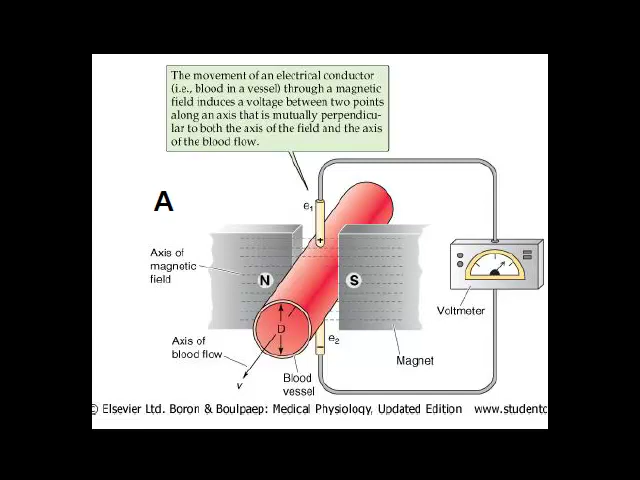 The movement of an electrical conductor
(i.e., blood in a vessel) through a magnetic
field induces a voltage between two points
along an axis that is mutually perpendicu-
lar to both the axis of the field and the axis
of the blood flow.
A
e1
+
Axis of
magnetic
field
N
S
Voltmeter
D
Axis of
blood flow
e2
–
Magnet
v
Blood
vessel
© Elsevier Ltd. Boron & Boulpaep: Medical Physiology, Updated Edition www.studentc